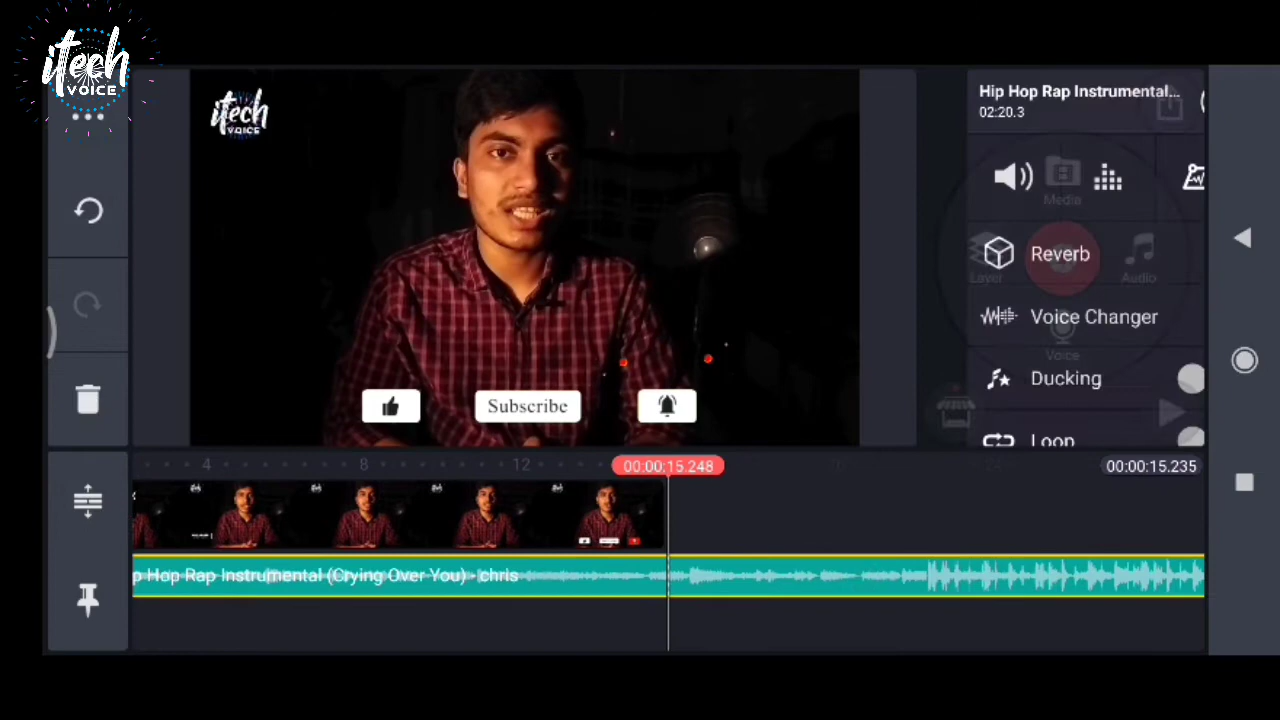 itech
VOICE
itech
VOICE
Hip Hop Rap Instrumental...
02:20.3
Media
Reverb
Layer
Audio
Voice Changer
Voice
Ducking
Loop
Subscribe
4
8
12
00:00:15.248
00:00:15.235
p Hop Rap Instrumental (Crying Over You) - chris